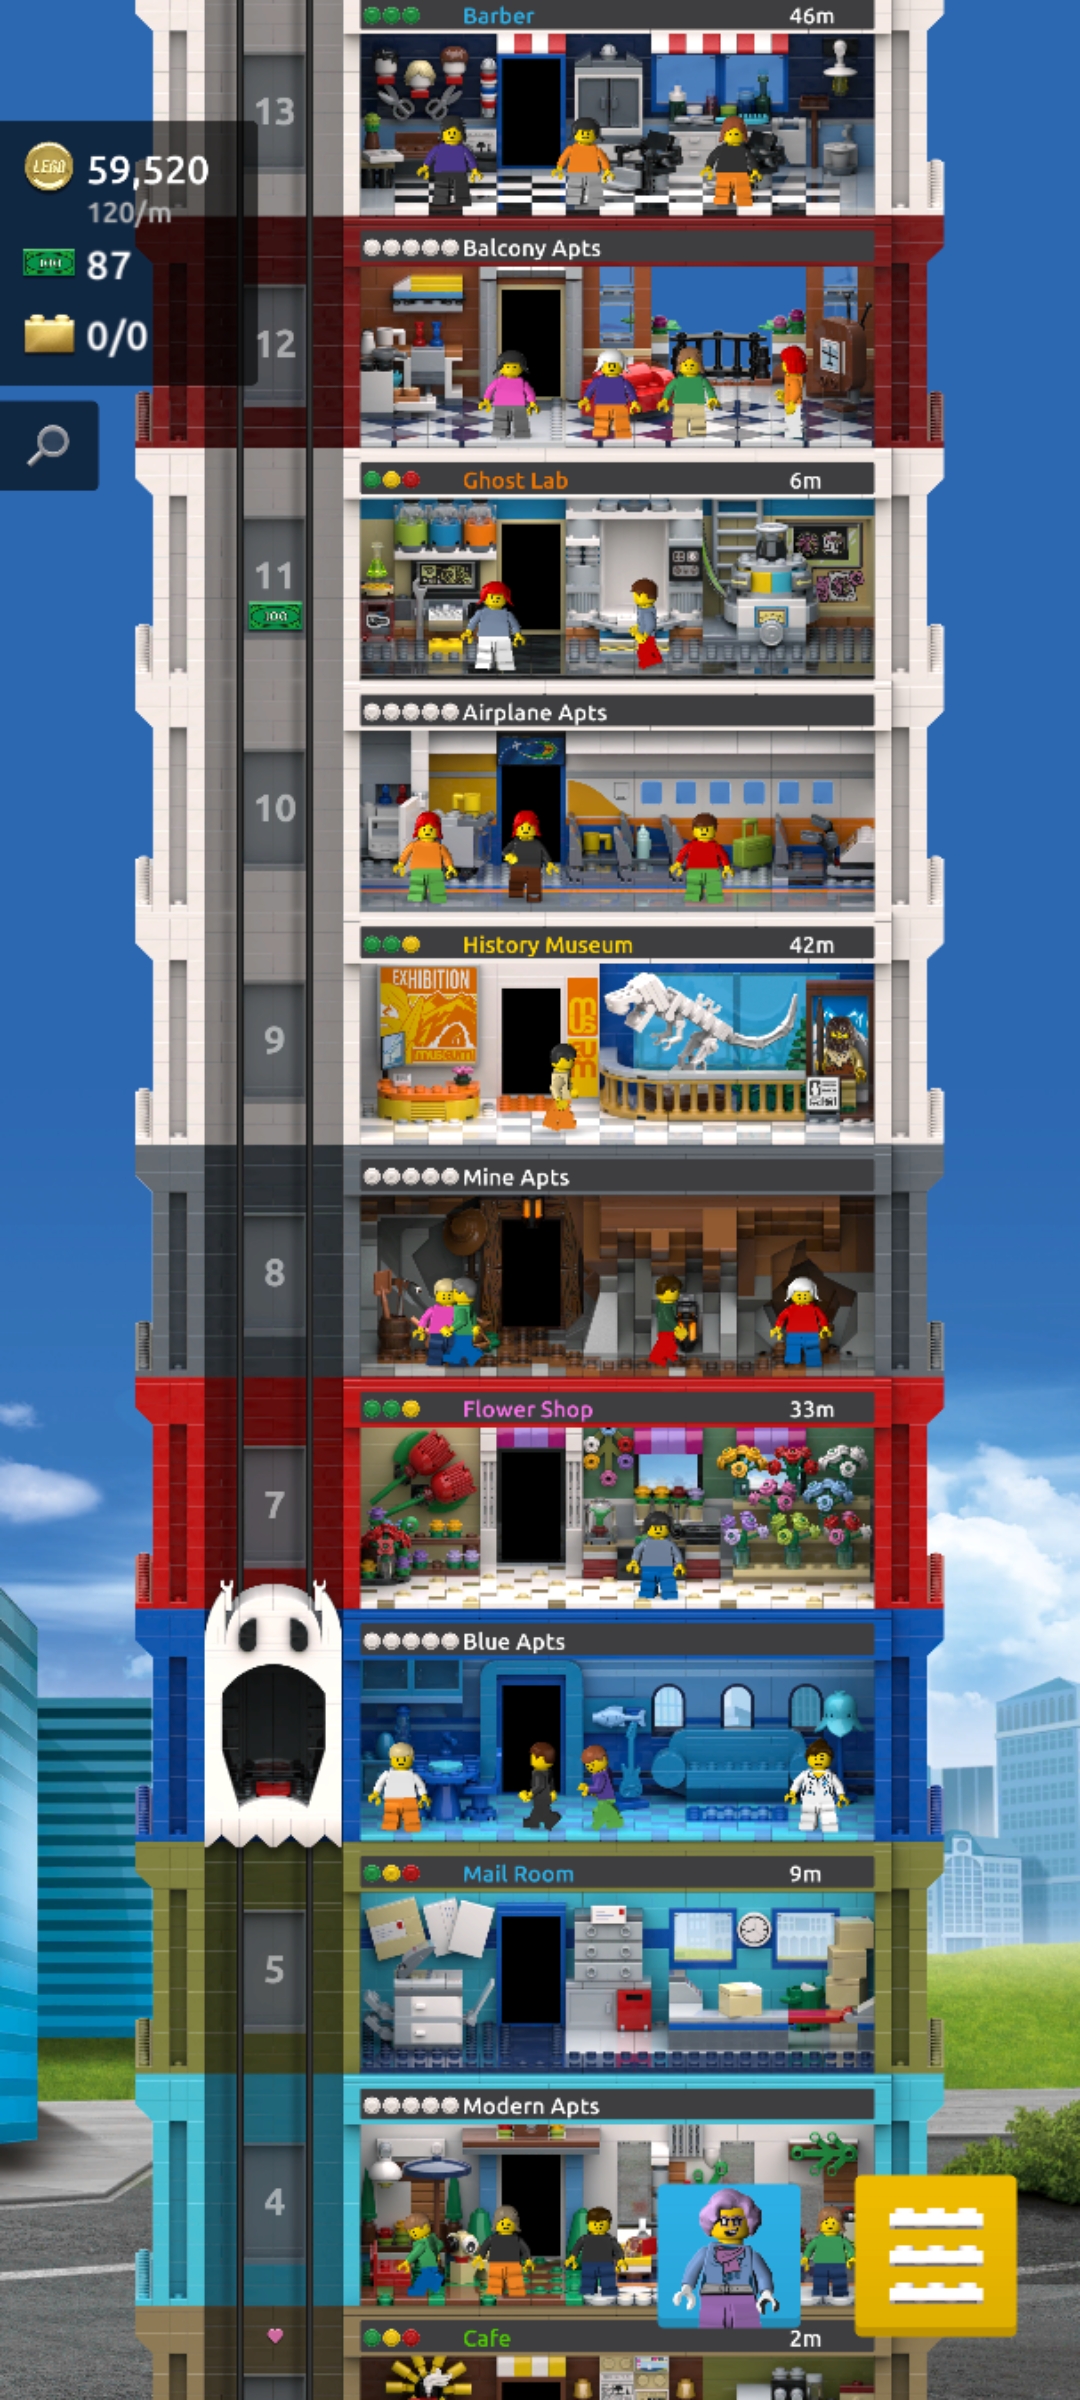 Barber 46m
13
LEGO 59,520
120/m
87
0/0
Balcony Apts
12
Ghost Lab 6m
11
100
Airplane Apts
10
History Museum 42m
EXHIBITION
museum
9
Mine Apts
8
Flower Shop 33m
7
Blue Apts
Mail Room 9m
5
Modern Apts
4
Cafe 2m